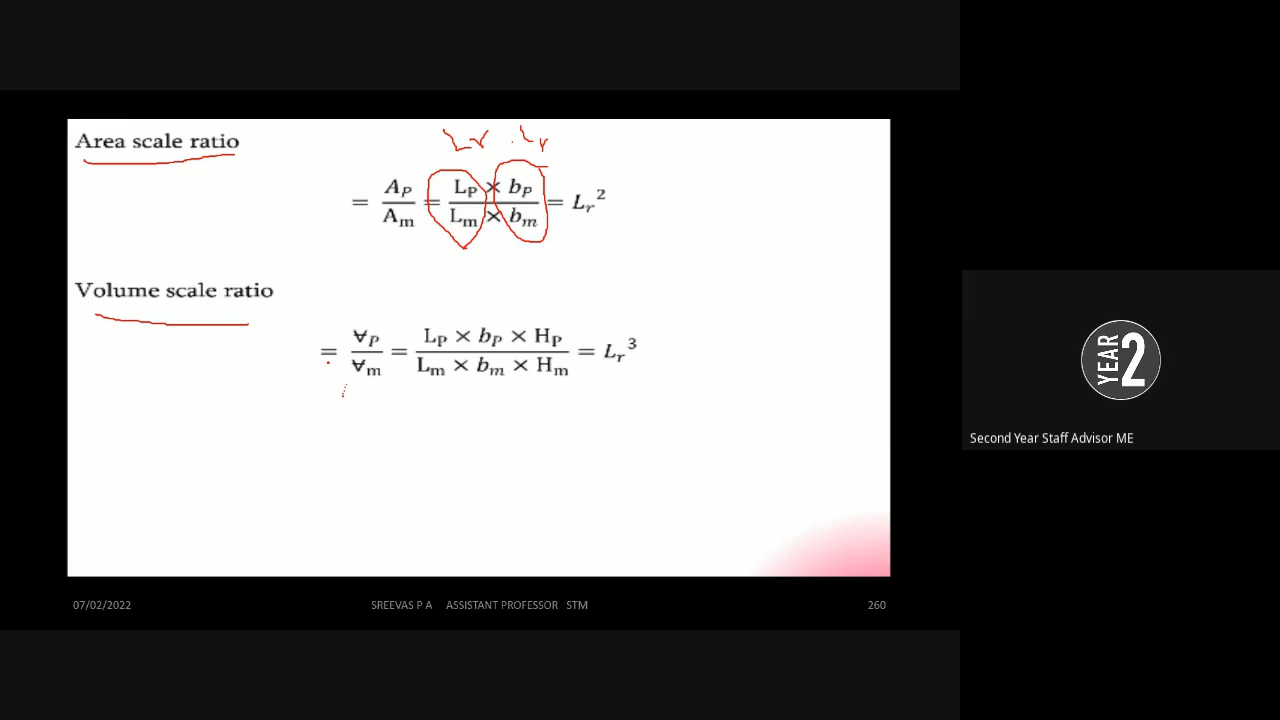 Area scale ratio
Lr . Lr
= A_P / A_m = L_P × b_P / L_m × b_m = L_r^2
Volume scale ratio
= ∀_P / ∀_m = L_P × b_P × H_P / L_m × b_m × H_m = L_r^3
YEAR 2
Second Year Staff Advisor ME
07/02/2022 SREEVAS P A ASSISTANT PROFESSOR STM 260